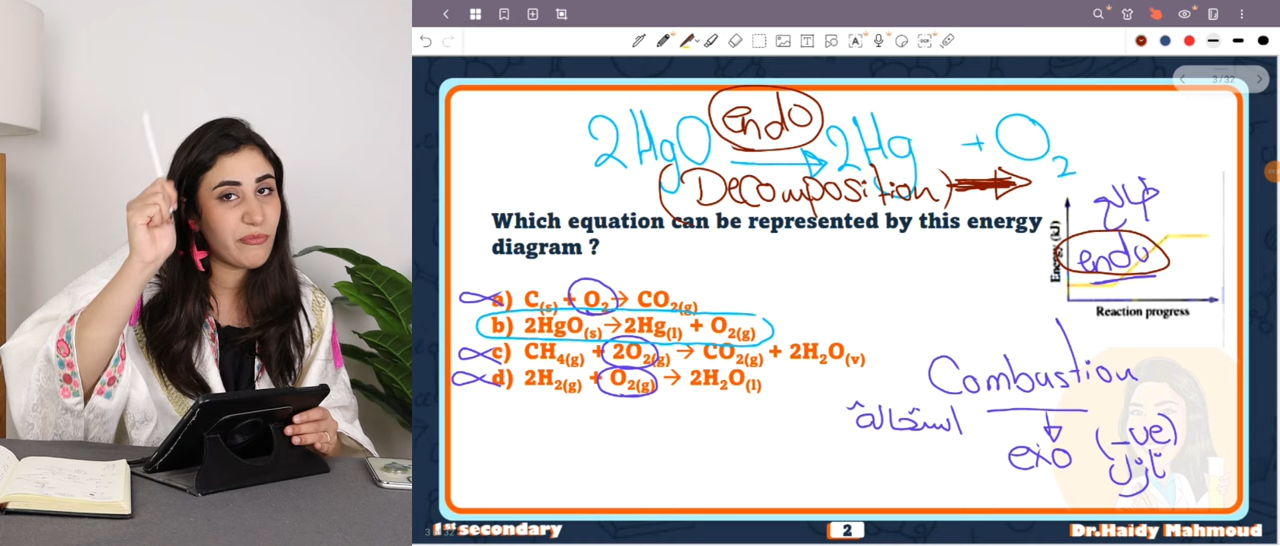 3/32
2HgO endo 2Hg + O₂
(Decomposition)
Which equation can be represented by this energy
diagram ?
a) C(s) + O₂ → CO₂(g)
b) 2HgO(s) → 2Hg(l) + O₂(g)
c) CH₄(g) + 2O₂(g) → CO₂(g) + 2H₂O(v)
d) 2H₂(g) + O₂(g) → 2H₂O(l)
Energy (kJ)
endo
Reaction progress
Combustion
استحالة
exo (-ve)
نازل
1st secondary
2
Dr.Haidy Mahmoud